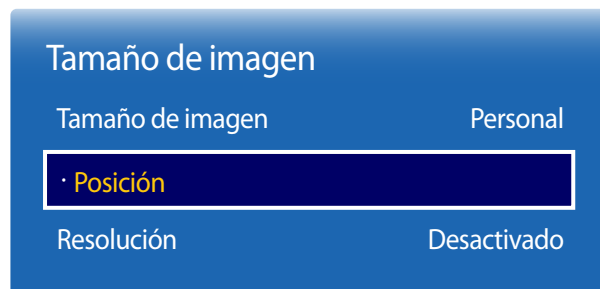 Tamaño de imagen
Tamaño de imagen Personal
· Posición
Resolución Desactivado